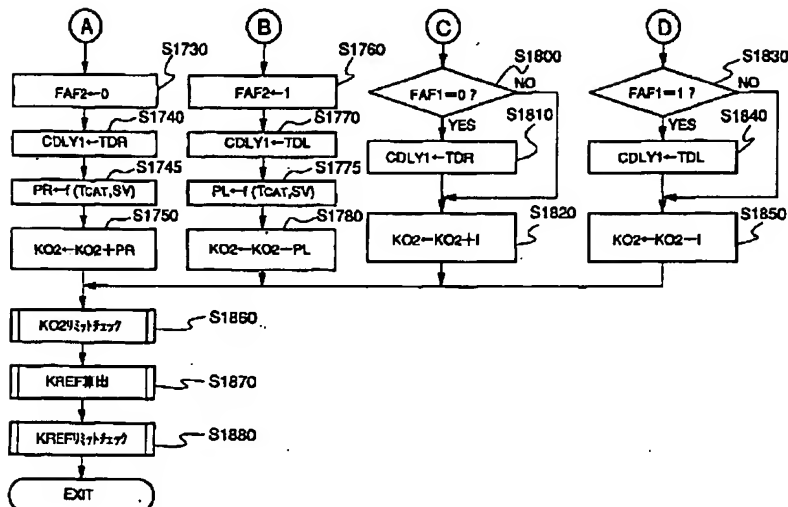 A
B
C
D
S1730
S1760
S1800
S1830
FAF2←0
FAF2←1
FAF1=0 ?
NO
FAF1=1 ?
NO
S1740
S1770
YES
S1810
YES
S1840
CDLY1←TDR
CDLY1←TDL
CDLY1←TDR
CDLY1←TDL
S1745
S1775
PR←f (TCAT,SV)
PL←f (TCAT,SV)
S1750
S1780
S1820
S1850
KO2←KO2+PR
KO2←KO2−PL
KO2←KO2+I
KO2←KO2−I
KO2リミットチェック
S1860
KREF算出
S1870
KREFリミットチェック
S1880
EXIT